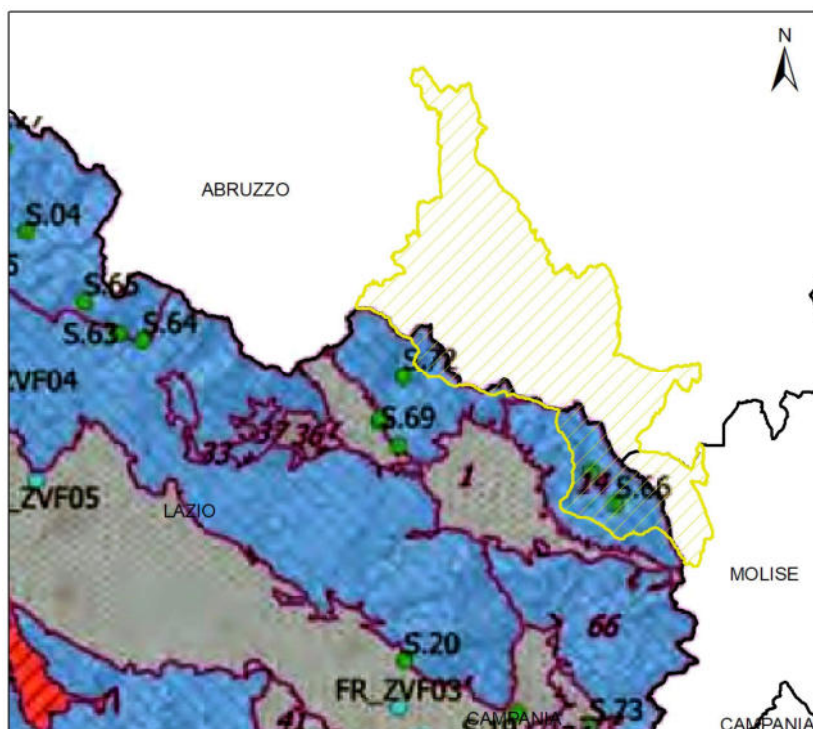 N
ABRUZZO
S.04
S.65
S.63
S.64
ZVF04
S.72
S.69
33
37
36
1
14
S.66
_ZVF05
LAZIO
MOLISE
66
S.20
FR_ZVF03
41
S.73
CAMPANIA
CAMPANIA